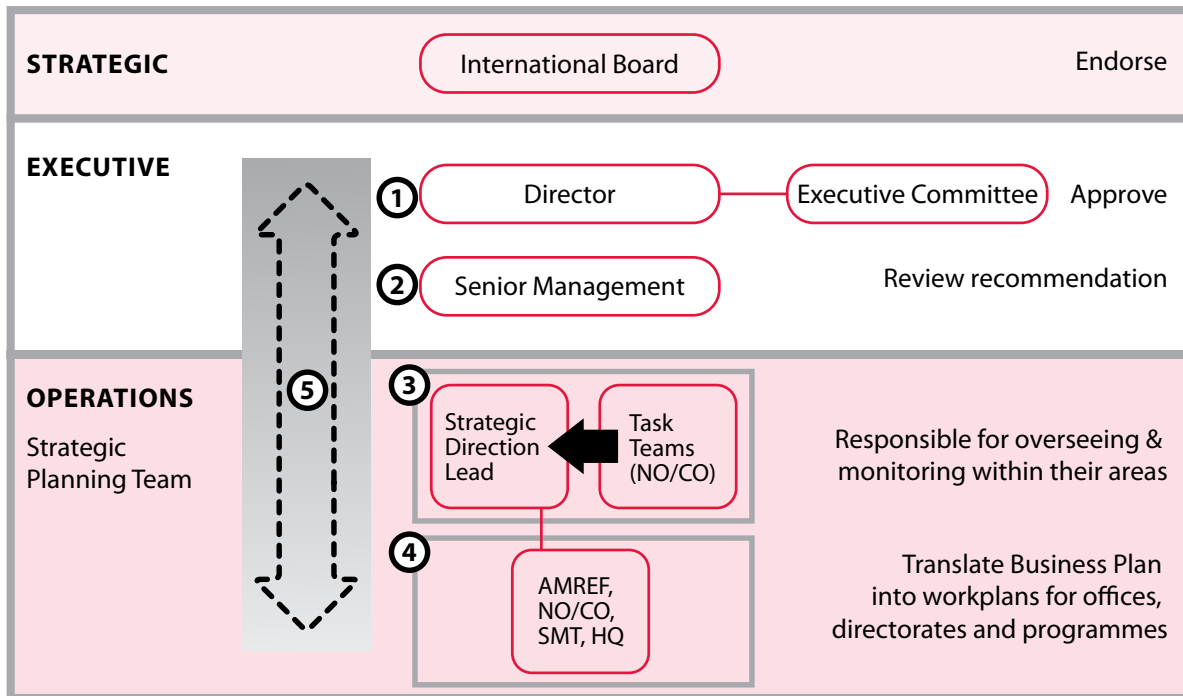 STRATEGIC
International Board
Endorse
EXECUTIVE
1
Director
Executive Committee
Approve
2
Senior Management
Review recommendation
5
OPERATIONS
Strategic
Planning Team
3
Strategic
Direction
Lead
Task
Teams
(NO/CO)
Responsible for overseeing &
monitoring within their areas
4
AMREF,
NO/CO,
SMT, HQ
Translate Business Plan
into workplans for offices,
directorates and programmes